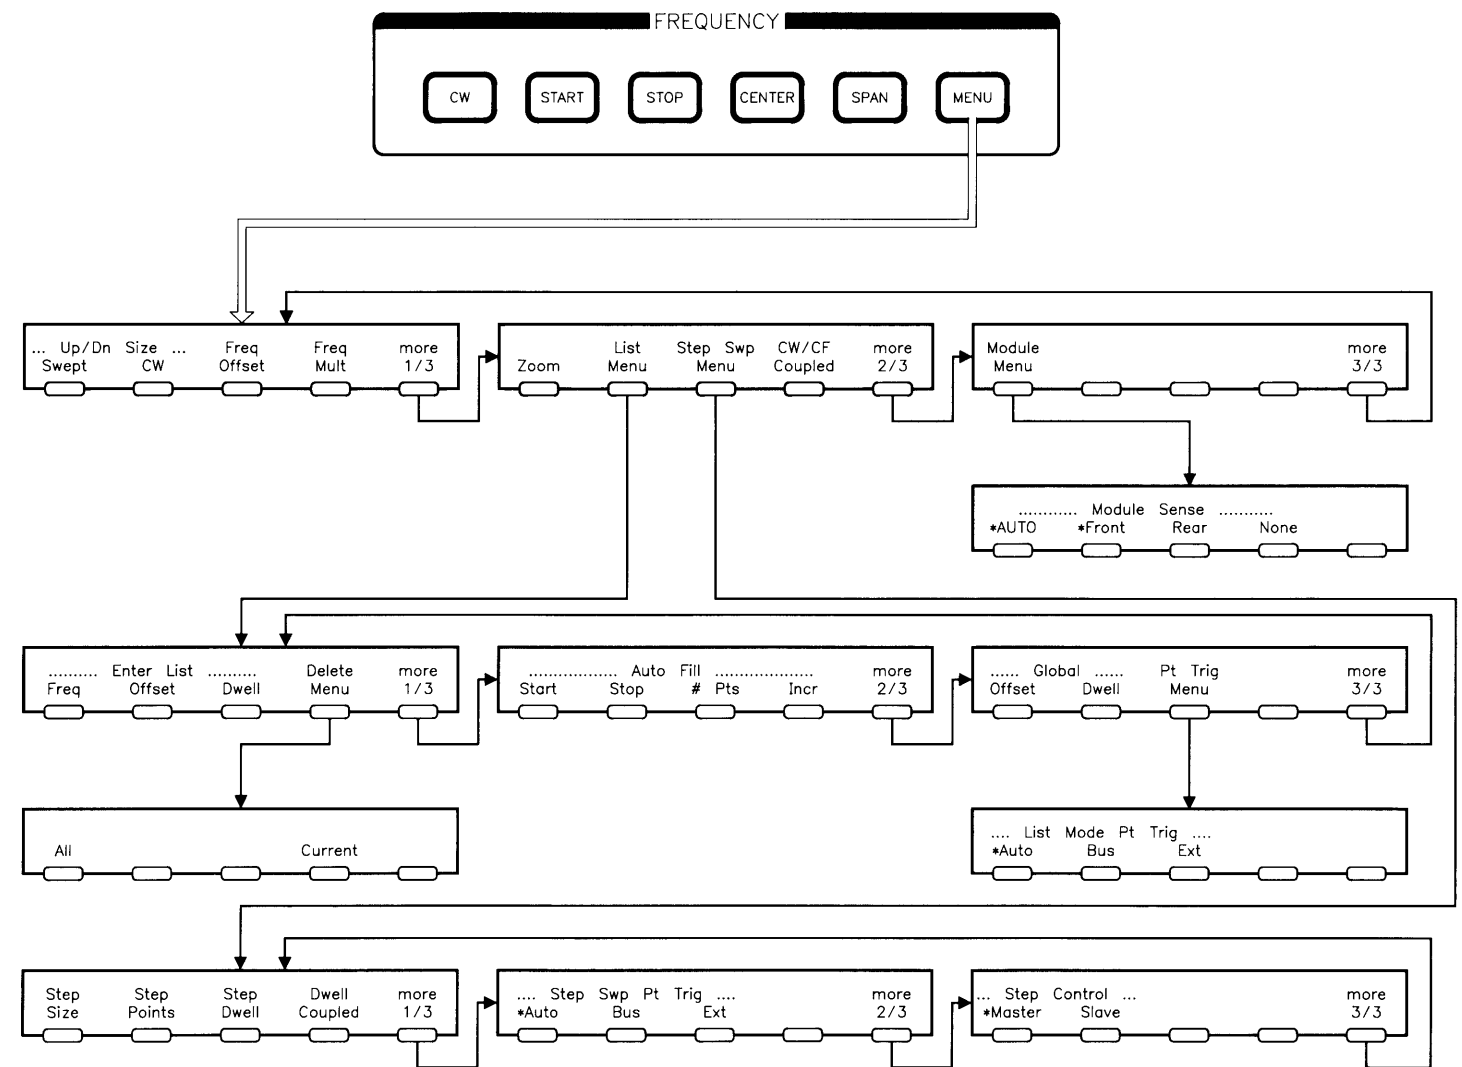 FREQUENCY
CW START STOP CENTER SPAN MENU
... Up/Dn Size ... Freq Freq more
Swept CW Offset Mult 1/3
List Step Swp CW/CF more
Zoom Menu Menu Coupled 2/3
Module more
Menu 3/3
............ Module Sense ...........
*AUTO *Front Rear None
.......... Enter List .......... Delete more
Freq Offset Dwell Menu 1/3
.................. Auto Fill ....................
more
Start Stop # Pts Incr 2/3
...... Global ...... Pt Trig more
Offset Dwell Menu 3/3
All Current
.... List Mode Pt Trig ....
*Auto Bus Ext
Step Step Step Dwell more
Size Points Dwell Coupled 1/3
.... Step Swp Pt Trig .... more
*Auto Bus Ext 2/3
... Step Control ... more
*Master Slave 3/3